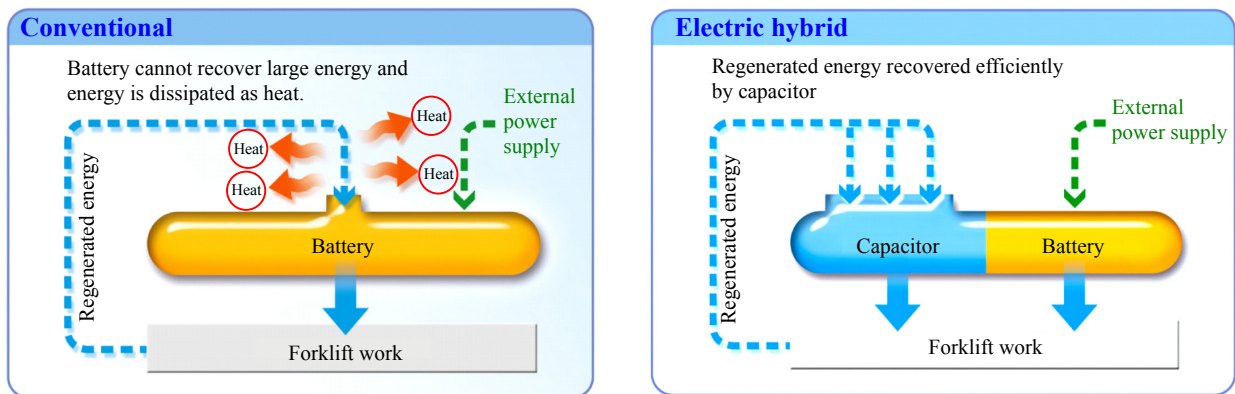 Conventional
Battery cannot recover large energy and
energy is dissipated as heat.
Heat
Heat
Heat
Heat
External
power
supply
Regenerated energy
Battery
Forklift work
Electric hybrid
Regenerated energy recovered efficiently
by capacitor
External
power supply
Regenerated energy
Capacitor
Battery
Forklift work